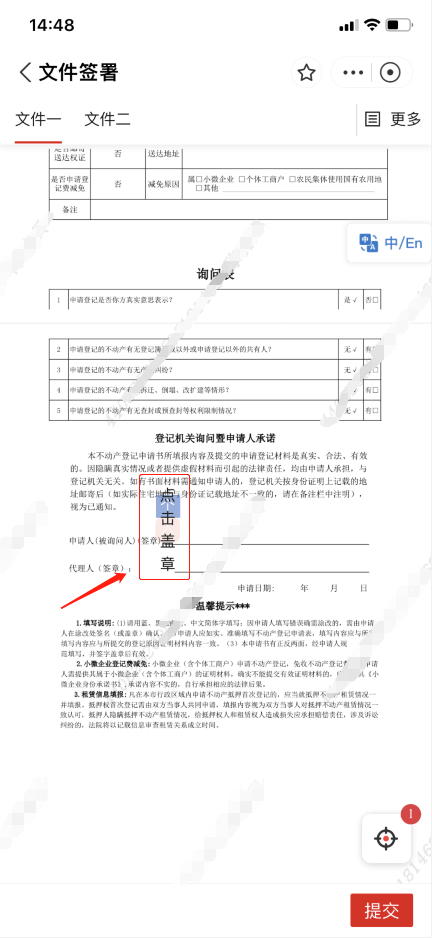 14:48
文件签署
文件一 文件二 更多
送达权证 否 送达地址
是否申请登记费减免 否 减免原因 属□小微企业 □个体工商户 □农民集体使用国有农用地
□其他
备注
中/En
询问表
1 申请登记是否你方真实意思表示? 是√ 否□
2 申请登记的不动产有无登记簿 以外或申请登记以外的共有人? 无√ 有□
3 申请登记的不动产有无 纠纷? 无√ 有□
4 申请登记的不动产 拆迁、倒塌、改扩建等情形? 无√ 有□
5 申请登记的不动产有无查封或预查封等权利限制情况? 无√ 有□
登记机关询问暨申请人承诺
本不动产登记申请书所填报内容及提交的申请登记材料是真实、合法、有效
的。因隐瞒真实情况或者提供虚假材料而引起的法律责任，均由申请人承担，与
登记机关无关。如有书面材料需通知申请人的，登记机关按身份证明上记载的地
地址邮寄后（如实际住宅地 与身份证记载地址不一致的，请在备注栏中注明），
视为已通知。
点击盖章
申请人(被询问人)(签章)
代理人（签章）：
申请日期： 年 月 日
温馨提示***
1.填写说明：(1)请用蓝、 中文简体字填写；因申请人填写错误确需涂改的，需由申请
人在涂改处签名（或盖章）确认。 申请人应如实、准确填写不动产登记申请表，填写内容应与所
填写内容应与所提交的登记原因证明材料内容一致。（3）本申请书有正反两面，经申请人规
范填写，并签字盖章后有效。
2.小微企业登记费减免：小微企业（含个体工商户）申请不动产登记，免收不动产登记 申请
人需提供其属于小微企业（含个体工商户）的证明材料，确实不能提交有效证明材料的， 具《小
微企业身份承诺书》，承诺内容不实的，自行承担相应的法律后果。
3.租赁信息填报：凡在本市行政区域内申请不动产抵押首次登记的，应当就抵押 不动产租赁情况一
并填报。抵押权首次登记需由双方当事人共同申请，填报内容视为双方当事人对抵押不动产租赁情况一
致认可。抵押人隐瞒抵押不动产租赁情况，给抵押权人和租赁权人造成损失应承担赔偿责任，涉及诉讼
纠纷的，法院将以记载信息审查租赁关系成立时间。
1
提交